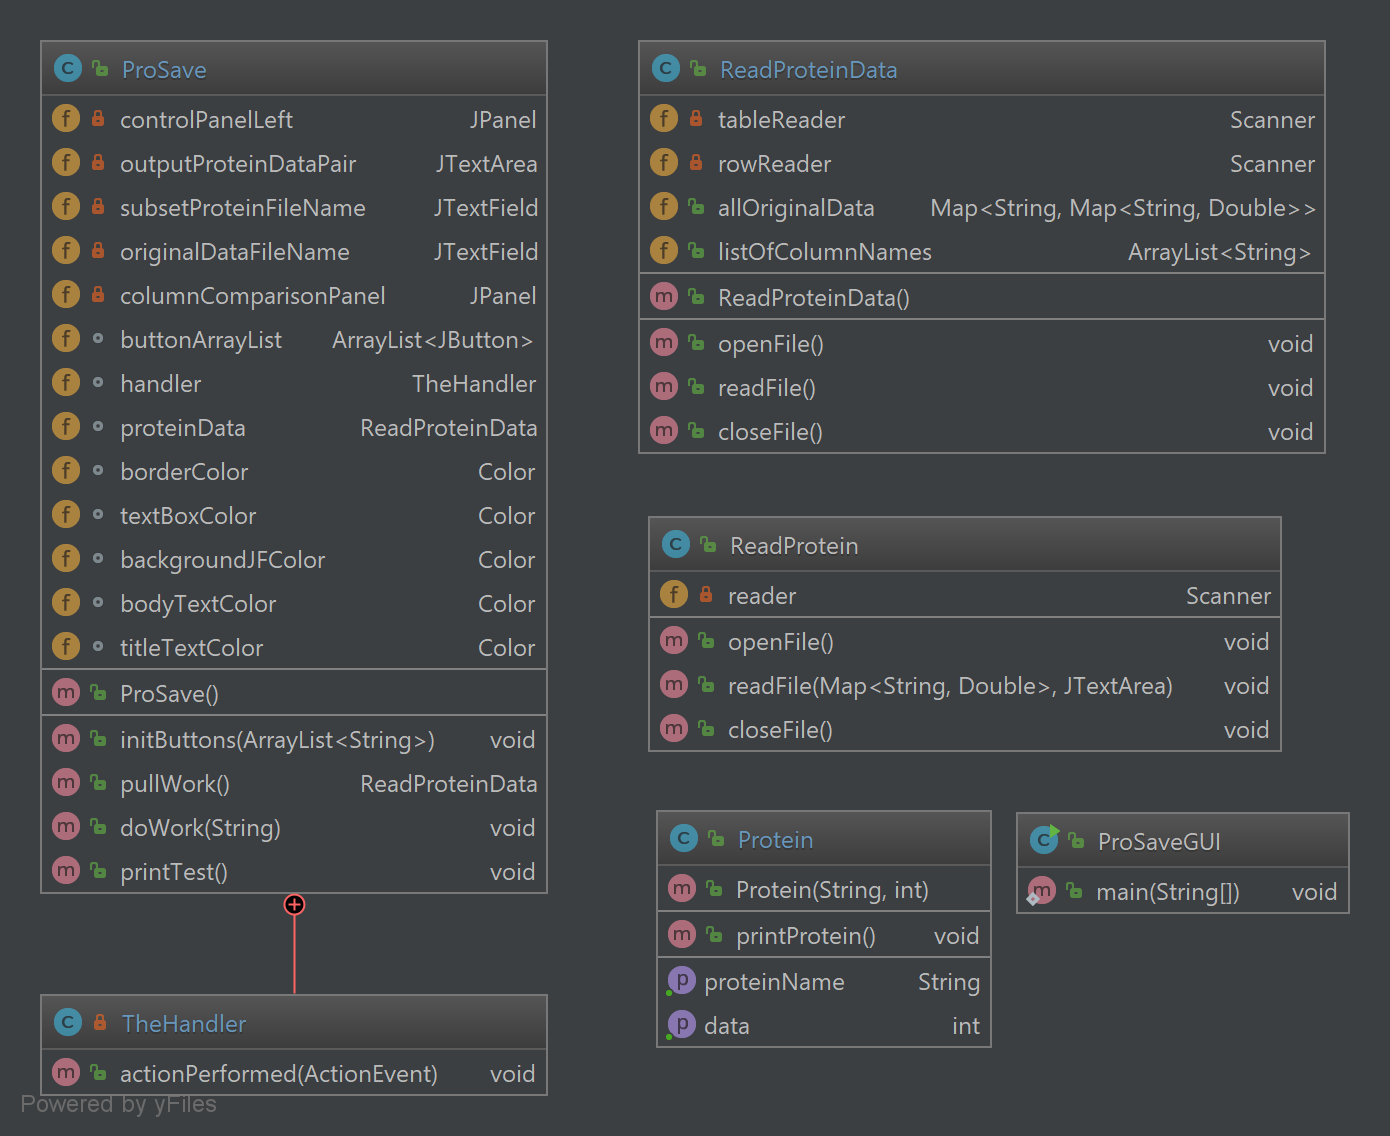 ProSave
controlPanelLeft JPanel
outputProteinDataPair JTextArea
subsetProteinFileName JTextField
originalDataFileName JTextField
columnComparisonPanel JPanel
buttonArrayList ArrayList<JButton>
handler TheHandler
proteinData ReadProteinData
borderColor Color
textBoxColor Color
backgroundJFColor Color
bodyTextColor Color
titleTextColor Color
ProSave()
initButtons(ArrayList<String>) void
pullWork() ReadProteinData
doWork(String) void
printTest() void
TheHandler
actionPerformed(ActionEvent) void
ReadProteinData
tableReader Scanner
rowReader Scanner
allOriginalData Map<String, Map<String, Double>>
listOfColumnNames ArrayList<String>
ReadProteinData()
openFile() void
readFile() void
closeFile() void
ReadProtein
reader Scanner
openFile() void
readFile(Map<String, Double>, JTextArea) void
closeFile() void
Protein
Protein(String, int)
printProtein() void
proteinName String
data int
ProSaveGUI
main(String[]) void
Powered by yFiles